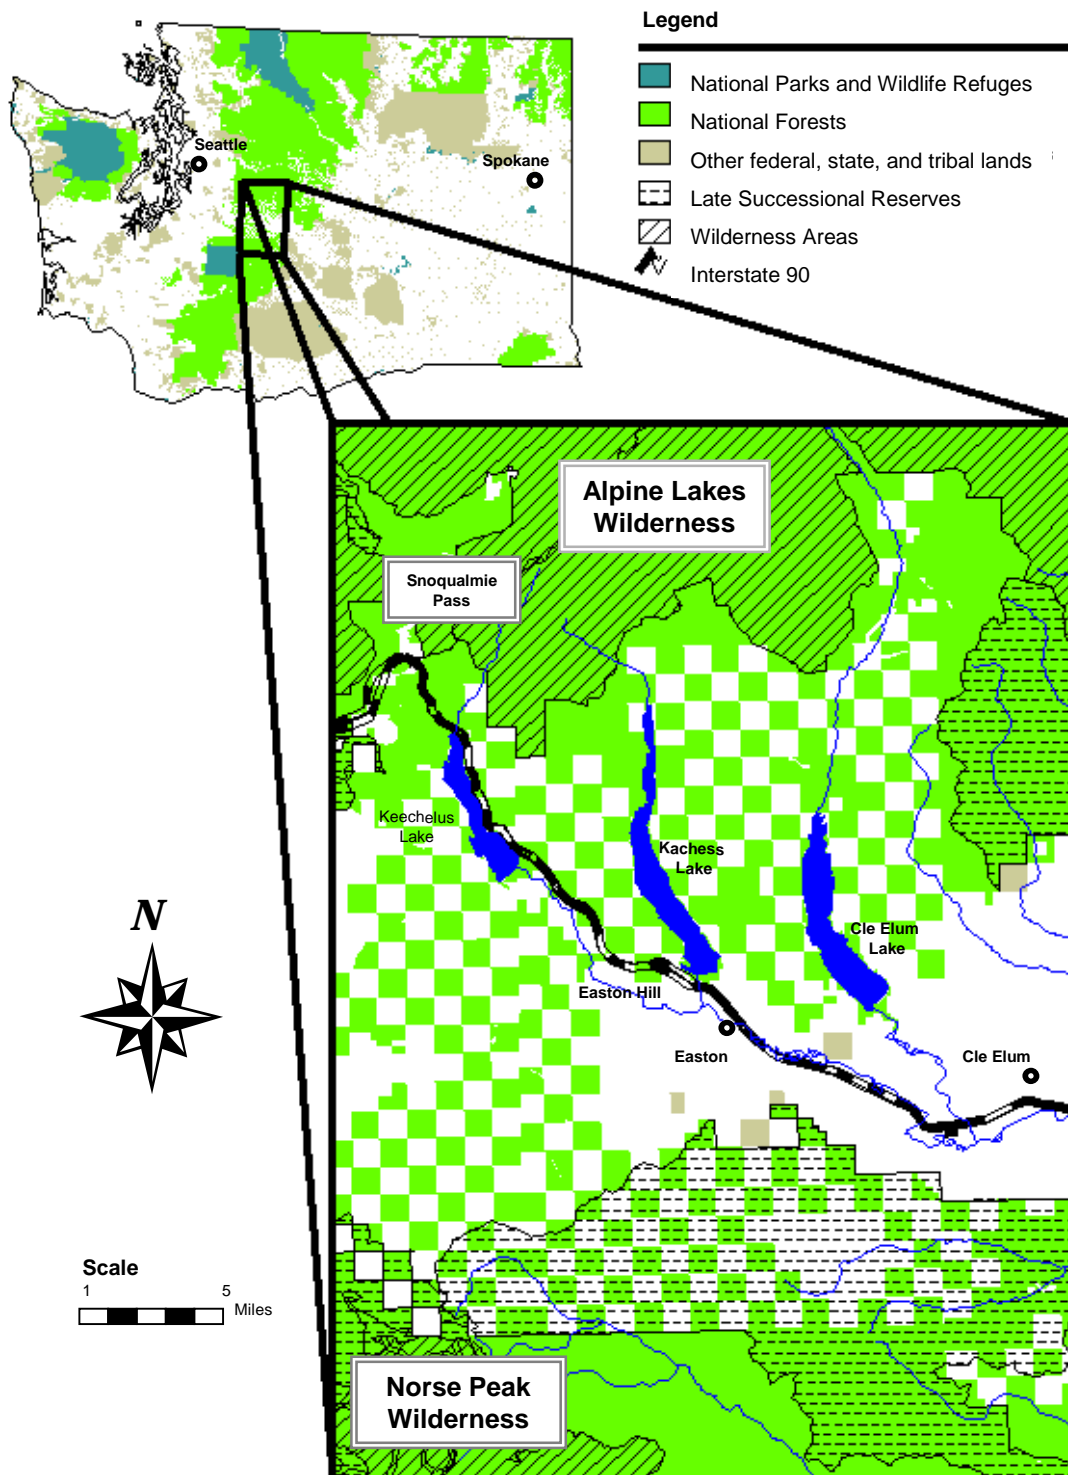 Legend
National Parks and Wildlife Refuges
National Forests
Other federal, state, and tribal lands
Late Successional Reserves
Wilderness Areas
Interstate 90
Seattle
Spokane
Alpine Lakes
Wilderness
Snoqualmie
Pass
Keechelus
Lake
Kachess
Lake
Cle Elum
Lake
N
Easton Hill
Easton
Cle Elum
Scale
1 5
Miles
Norse Peak
Wilderness